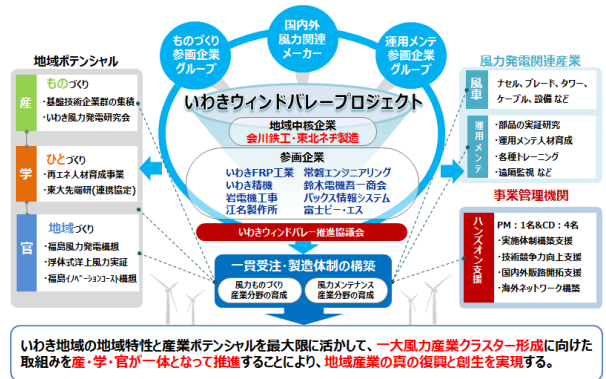 ものづくり
参画企業
グループ
国内外
風力関連
メーカー
運用メンテ
参画企業
グループ
いわきウィンドバレープロジェクト
地域中核企業
会川鉄工・東北ネヂ製造
参画企業
いわきFRP工業 常磐エンジニアリング
いわき精機 鈴木電機吾一商会
岩電機工事 バックス情報システム
江名製作所 富士ピー・エス
いわきウィンドバレー推進協議会
一貫受注・製造体制の構築
風力ものづくり
産業分野の育成
風力メンテナンス
産業分野の育成
地域ポテンシャル
産
ものづくり
・基盤技術企業群の集積
・いわき風力発電研究会
学
ひとづくり
・再エネ人材育成事業
・東大先端研(連携協定)
官
地域づくり
・福島風力発電構想
・浮体式洋上風力実証
・福島イノベーションコースト構想
風力発電関連産業
風車
ナセル、ブレード、タワー、
ケーブル、設備 など
運用メンテ
・部品の実証研究
・運用メンテ人材育成
・各種トレーニング
・遠隔監視 など
事業管理機関
ハンズオン支援
PM：1名&CD：4名
・実施体制構築支援
・技術競争力向上支援
・国内外販路開拓支援
・海外ネットワーク構築
いわき地域の地域特性と産業ポテンシャルを最大限に活かして、一大風力産業クラスター形成に向けた
取組みを産・学・官が一体となって推進することにより、地域産業の真の復興と創生を実現する。